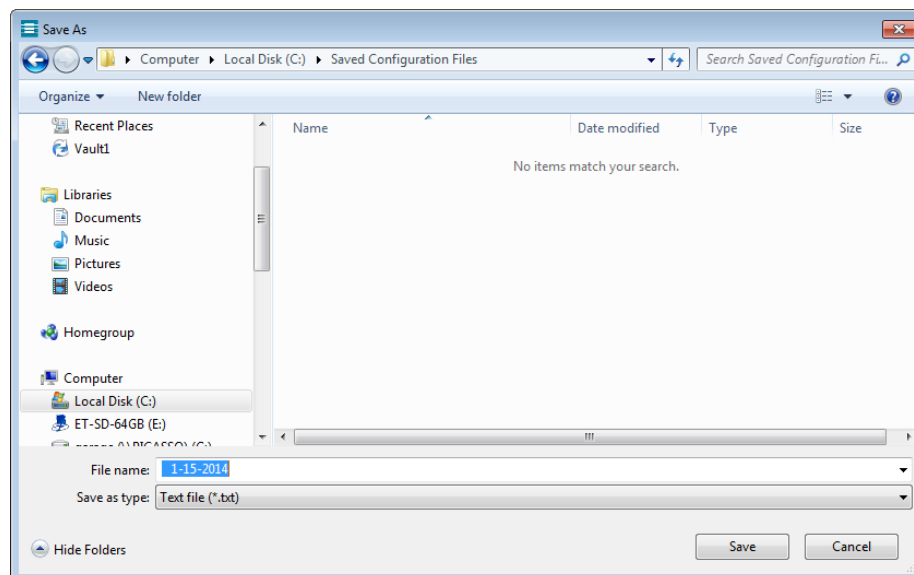 Save As
Computer Local Disk (C:) Saved Configuration Files Search Saved Configuration Fi...
Organize New folder
Name Date modified Type Size
No items match your search.
Recent Places
Vault1
Libraries
Documents
Music
Pictures
Videos
Homegroup
Computer
Local Disk (C:)
ET-SD-64GB (E:)
File name: 1-15-2014
Save as type: Text file (*.txt)
Hide Folders Save Cancel